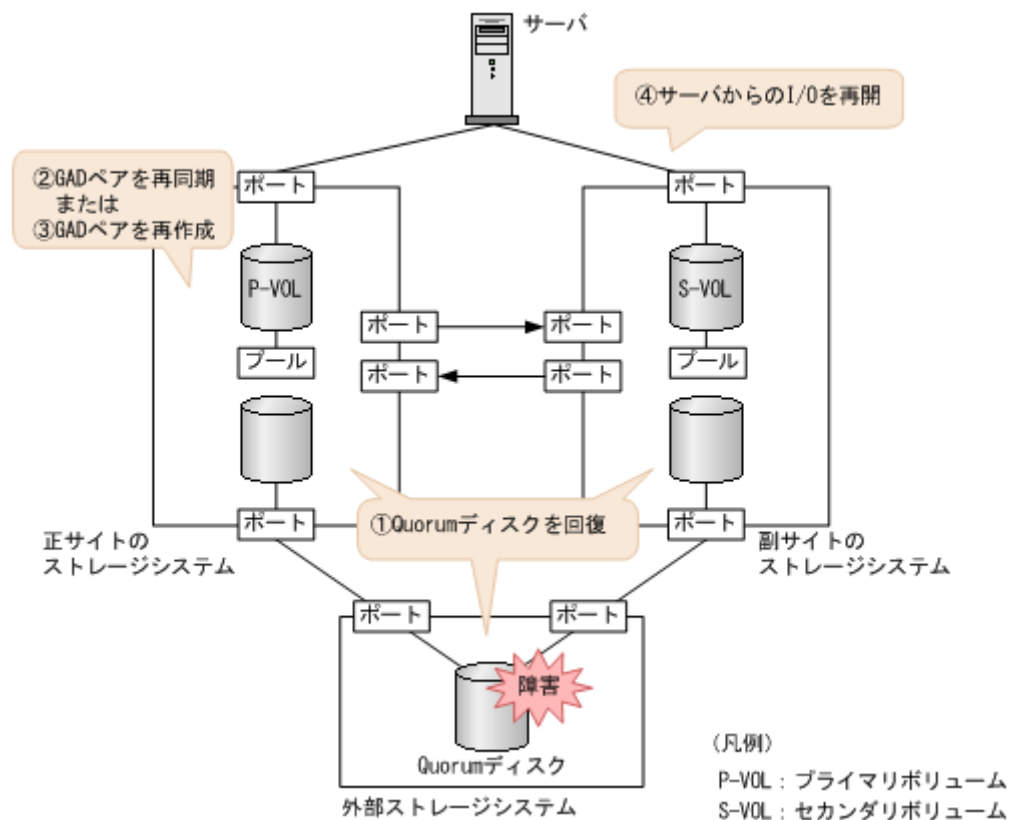 サーバ
④サーバからのI/Oを再開
②GADペアを再同期
または
③GADペアを再作成
ポート
ポート
P-VOL
S-VOL
ポート
ポート
プール
プール
ポート
ポート
①Quorumディスクを回復
ポート
ポート
正サイトの
ストレージシステム
副サイトの
ストレージシステム
ポート
ポート
障害
Quorumディスク
外部ストレージシステム
(凡例)
P-VOL:プライマリボリューム
S-VOL:セカンダリボリューム